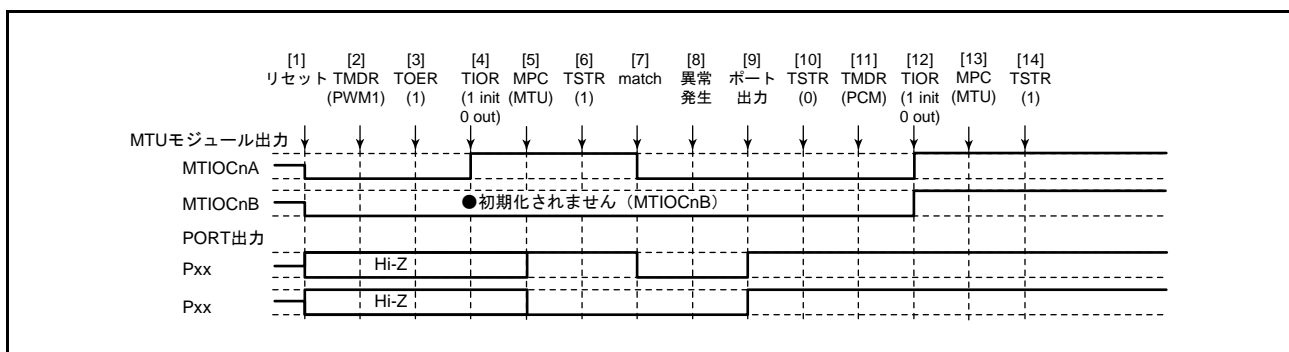 [1] [2] [3] [4] [5] [6] [7] [8] [9] [10] [11] [12] [13] [14]
リセット TMDR TOER TIOR MPC TSTR match 異常 ポート TSTR TMDR TIOR MPC TSTR
(PWM1) (1) (1 init (MTU) (1) 発生 出力 (0) (PCM) (1 init (MTU) (1)
0 out) 0 out)
MTUモジュール出力
MTIOCnA
MTIOCnB ●初期化されません（MTIOCnB）
PORT出力
Pxx Hi-Z
Pxx Hi-Z